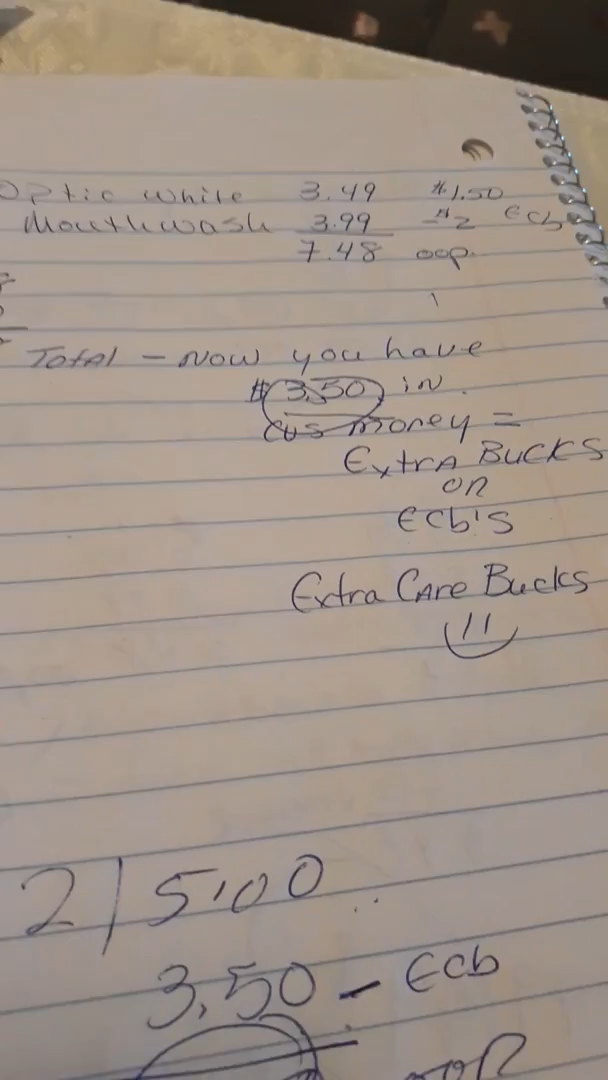 Optic white 3.49 $1.50
Mouthwash 3.99 -$2 ECb
7.48 oop.
Total - Now you have
$3.50 in
CVS money =
Extra Bucks
OR
ECb's
Extra Care Bucks
2/5.00
3.50 - ECb
OOP